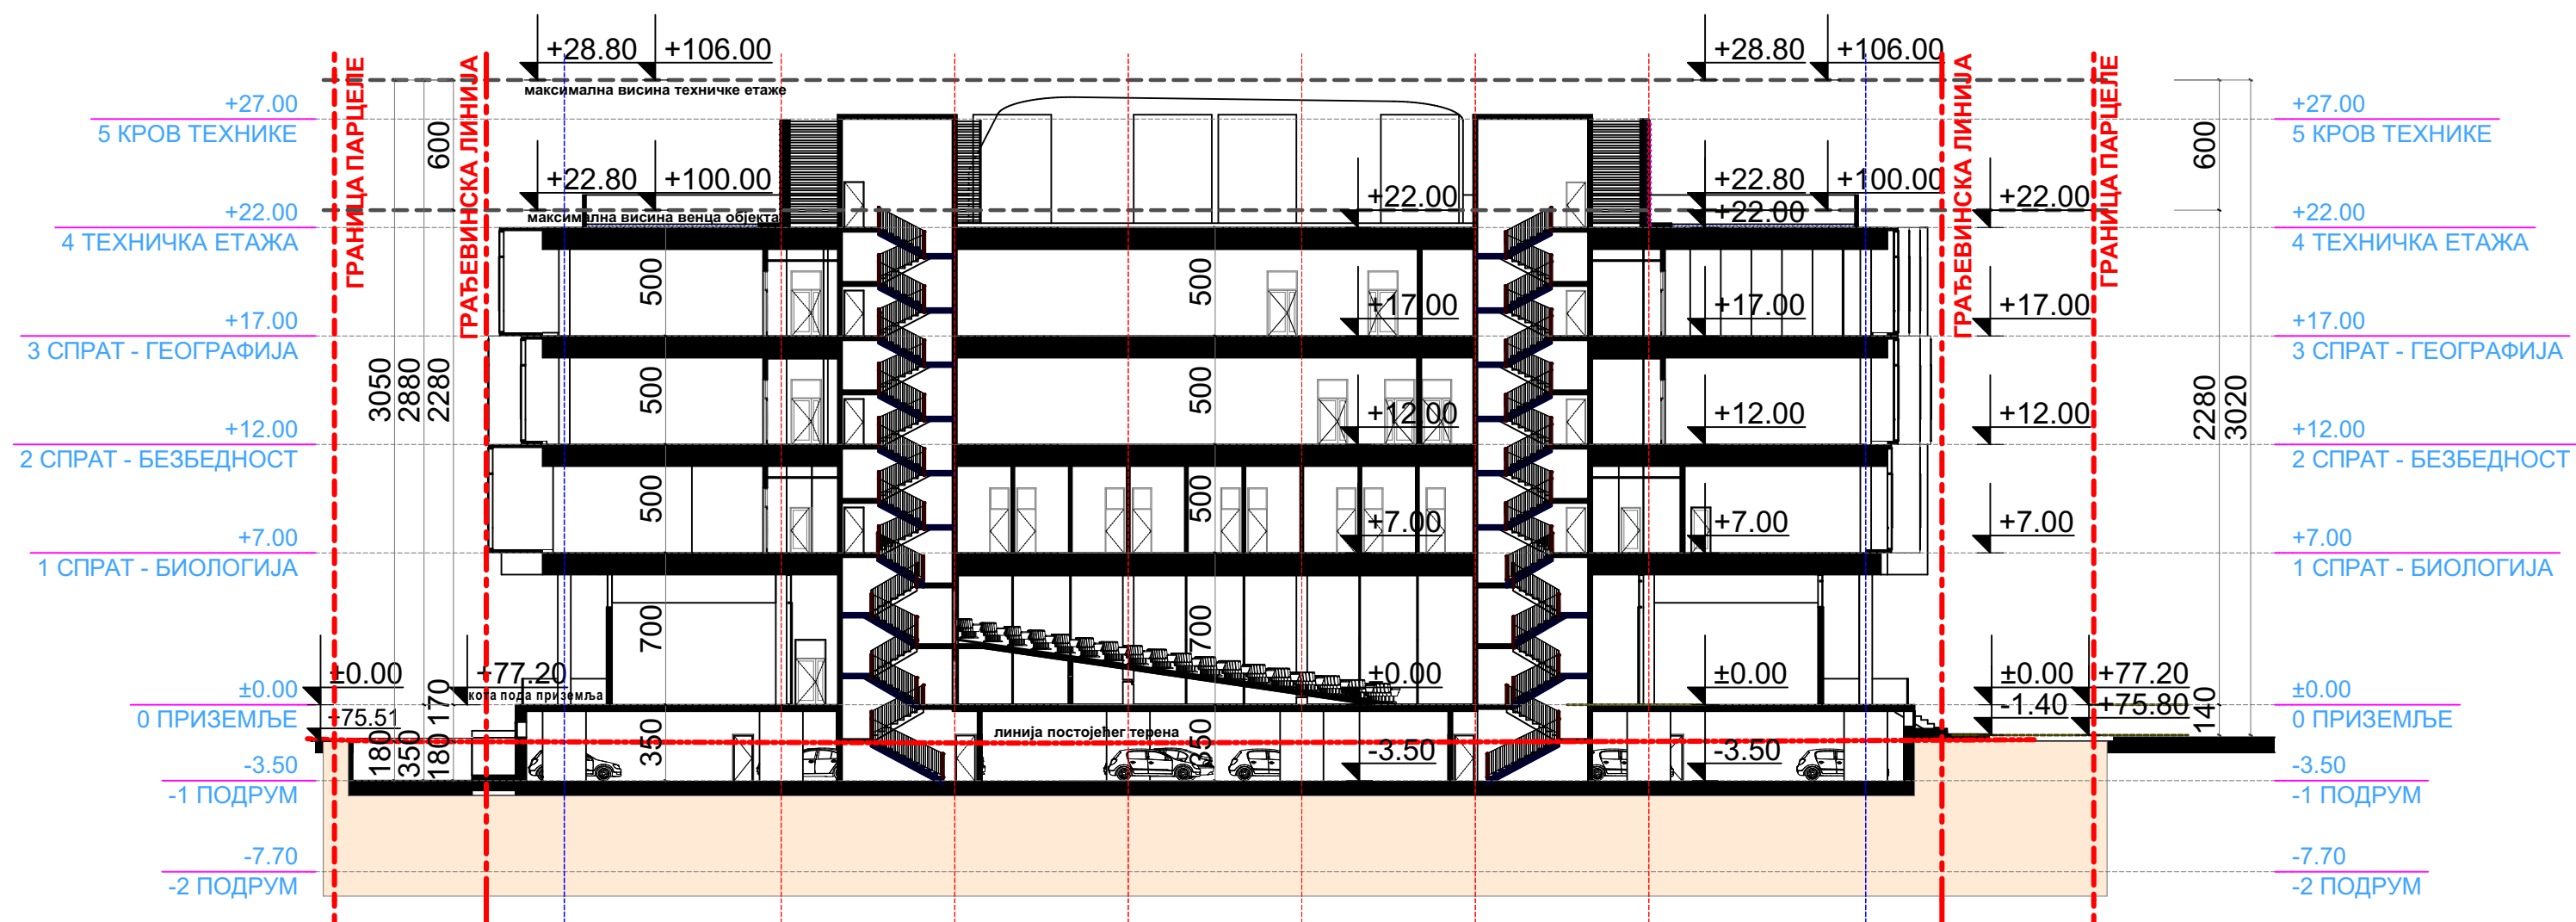 +28.80
+106.00
+28.80
+106.00
максимална висина техничке етаже
+27.00
5 КРОВ ТЕХНИКЕ
+27.00
5 КРОВ ТЕХНИКЕ
ГРАНИЦА ПАРЦЕЛЕ
ГРАЂЕВИНСКА ЛИНИЈА
ГРАЂЕВИНСКА ЛИНИЈА
ГРАНИЦА ПАРЦЕЛЕ
600
600
+22.80
+100.00
+22.80
+100.00
максимална висина венца објекта
+22.00
+22.00
+22.00
+22.00
4 ТЕХНИЧКА ЕТАЖА
+22.00
4 ТЕХНИЧКА ЕТАЖА
500
500
+17.00
+17.00
+17.00
+17.00
3 СПРАТ - ГЕОГРАФИЈА
+17.00
3 СПРАТ - ГЕОГРАФИЈА
3050
2880
2280
500
500
2280
3020
+12.00
+12.00
+12.00
+12.00
2 СПРАТ - БЕЗБЕДНОСТ
+12.00
2 СПРАТ - БЕЗБЕДНОСТ
500
500
+7.00
+7.00
+7.00
+7.00
1 СПРАТ - БИОЛОГИЈА
+7.00
1 СПРАТ - БИОЛОГИЈА
700
700
±0.00
+77.20
кота пода приземља
±0.00
±0.00
±0.00
+77.20
±0.00
0 ПРИЗЕМЉЕ
±0.00
0 ПРИЗЕМЉЕ
+75.51
170
-1.40
+75.80
140
линија постојећег терена
180
350
180
350
350
-3.50
-3.50
-3.50
-1 ПОДРУМ
-3.50
-1 ПОДРУМ
-7.70
-2 ПОДРУМ
-7.70
-2 ПОДРУМ